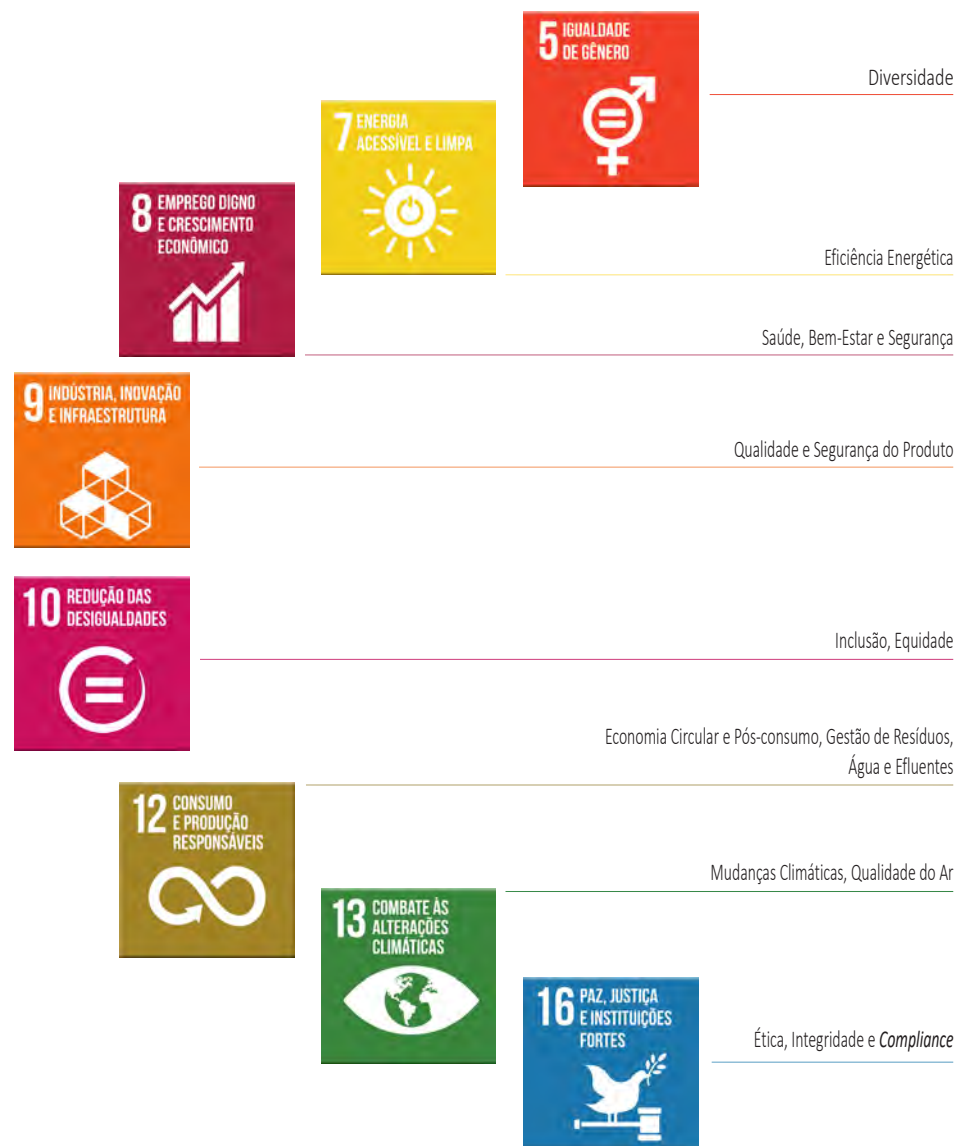 5 IGUALDADE
DE GÊNERO
Diversidade
7 ENERGIA
ACESSÍVEL E LIMPA
Eficiência Energética
8 EMPREGO DIGNO
E CRESCIMENTO
ECONÔMICO
Saúde, Bem-Estar e Segurança
9 INDÚSTRIA, INOVAÇÃO
E INFRAESTRUTURA
Qualidade e Segurança do Produto
10 REDUÇÃO DAS
DESIGUALDADES
Inclusão, Equidade
Economia Circular e Pós-consumo, Gestão de Resíduos,
Água e Efluentes
12 CONSUMO
E PRODUÇÃO
RESPONSÁVEIS
Mudanças Climáticas, Qualidade do Ar
13 COMBATE ÀS
ALTERAÇÕES
CLIMÁTICAS
16 PAZ, JUSTIÇA
E INSTITUIÇÕES
FORTES
Ética, Integridade e Compliance